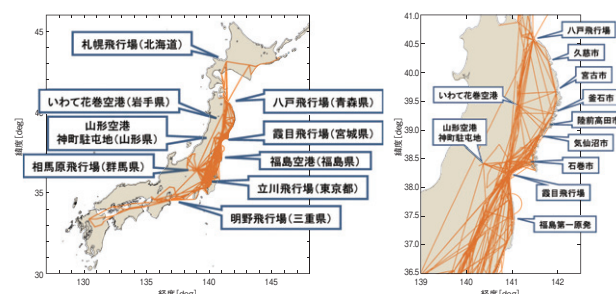 45
40
35
30
緯度[deg]
130
135
140
145
経度[deg]
札幌飛行場(北海道)
いわて花巻空港(岩手県)
八戸飛行場(青森県)
山形空港
神町駐屯地(山形県)
霞目飛行場(宮城県)
相馬原飛行場(群馬県)
福島空港(福島県)
立川飛行場(東京都)
明野飛行場(三重県)
41.0
40.5
40.0
39.5
39.0
38.5
38.0
37.5
37.0
36.5
緯度[deg]
139
140
141
142
経度[deg]
八戸飛行場
久慈市
宮古市
いわて花巻空港
釜石市
陸前高田市
山形空港
神町駐屯地
気仙沼市
石巻市
霞目飛行場
福島第一原発